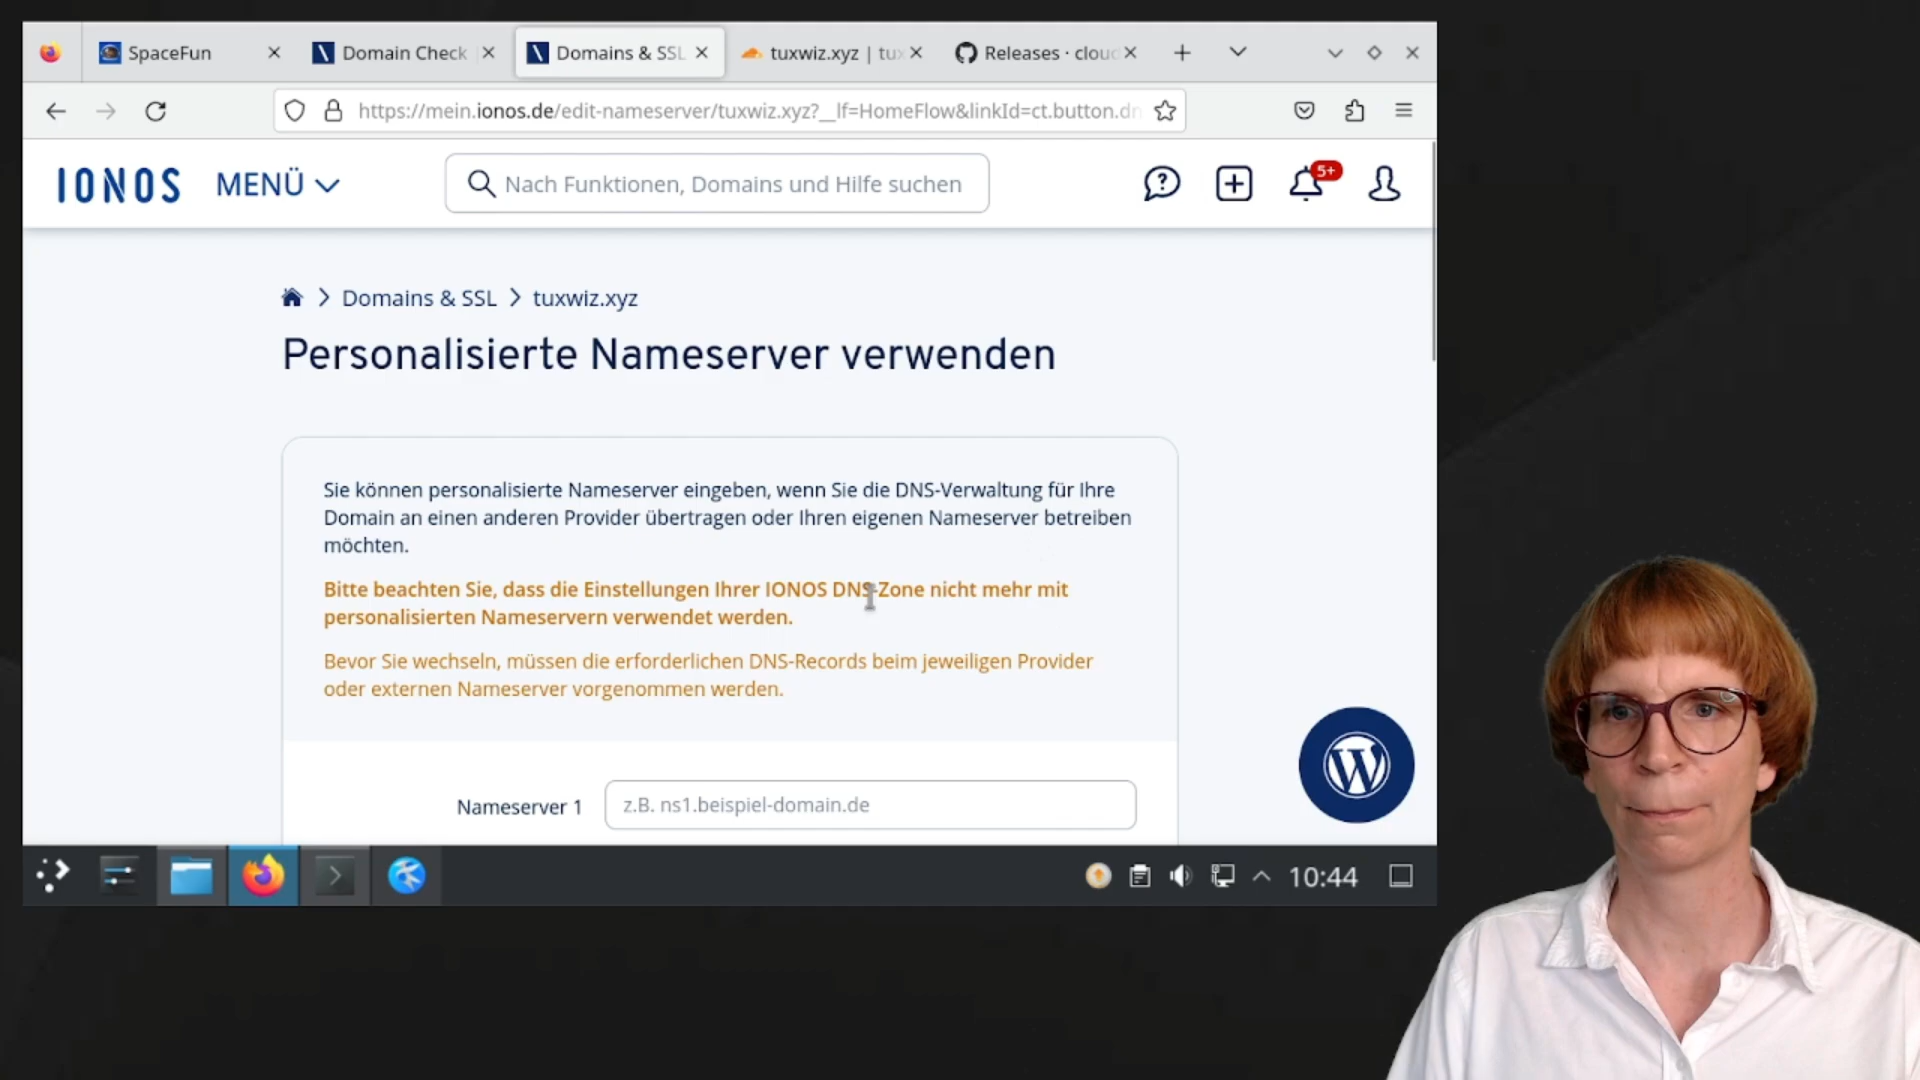 SpaceFun
Domain Check
Domains & SSL
tuxwiz.xyz | tux
Releases · clouc
https://mein.ionos.de/edit-nameserver/tuxwiz.xyz?__lf=HomeFlow&linkId=ct.button.dn
IONOS
MENÜ
Nach Funktionen, Domains und Hilfe suchen
5+
Domains & SSL
tuxwiz.xyz
Personalisierte Nameserver verwenden
Sie können personalisierte Nameserver eingeben, wenn Sie die DNS-Verwaltung für Ihre
Domain an einen anderen Provider übertragen oder Ihren eigenen Nameserver betreiben
möchten.
Bitte beachten Sie, dass die Einstellungen Ihrer IONOS DNS-Zone nicht mehr mit
personalisierten Nameservern verwendet werden.
Bevor Sie wechseln, müssen die erforderlichen DNS-Records beim jeweiligen Provider
oder externen Nameserver vorgenommen werden.
Nameserver 1
z.B. ns1.beispiel-domain.de
10:44